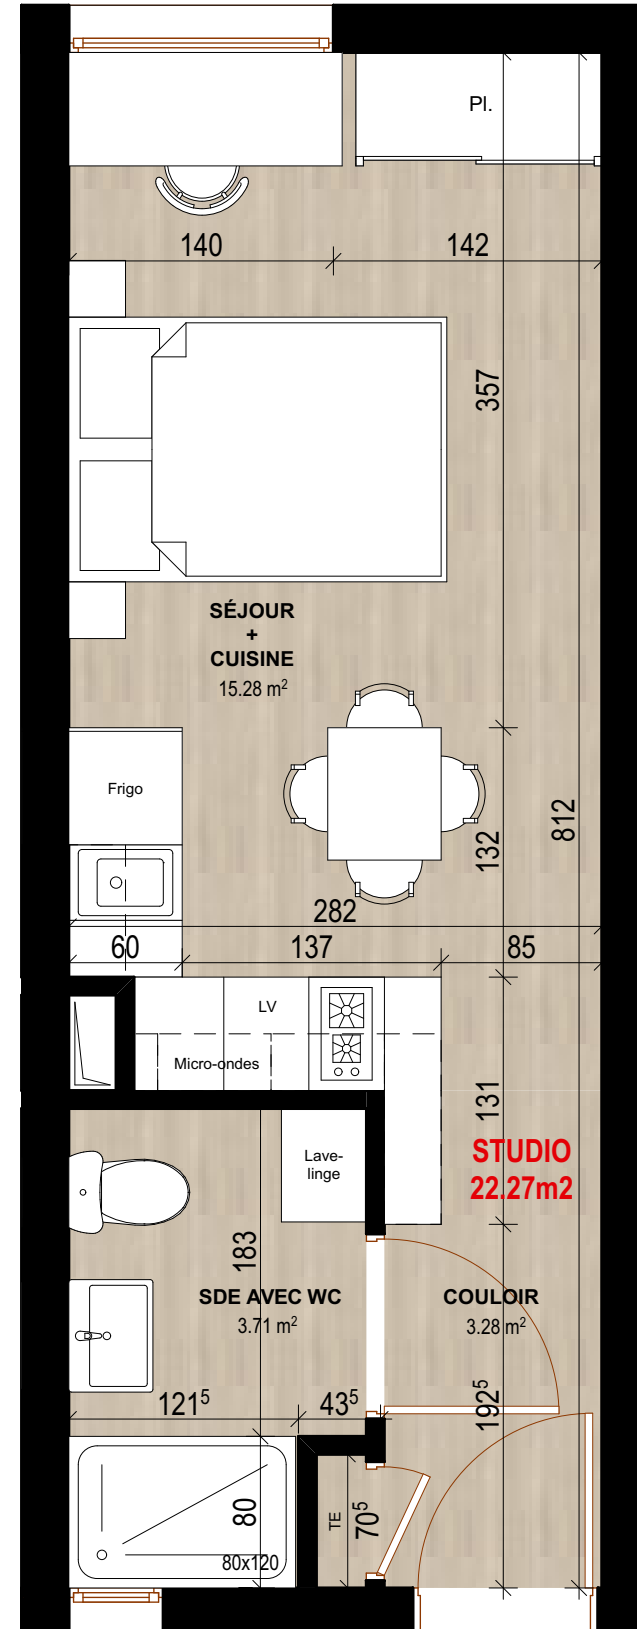 Pl.
140
142
357
SÉJOUR
+
CUISINE
15.28 m²
Frigo
132
812
282
60
137
85
LV
Micro-ondes
131
Lave-
linge
STUDIO
22.27m2
183
SDE AVEC WC
3.71 m²
COULOIR
3.28 m²
121⁵
43⁵
192⁵
80
TE
70⁵
80x120